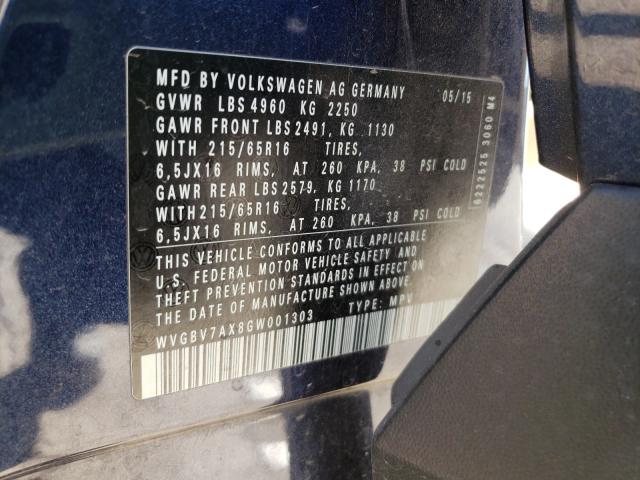 MFD BY VOLKSWAGEN AG GERMANY 05/15
GVWR LBS 4960 KG 2250
GAWR FRONT LBS 2491, KG 1130
WITH 215/65R16 TIRES,
6,5JX16 RIMS, AT 260 KPA, 38 PSI COLD
GAWR REAR LBS 2579, KG 1170
WITH 215/65R16 TIRES,
6,5JX16 RIMS, AT 260 KPA, 38 PSI COLD
THIS VEHICLE CONFORMS TO ALL APPLICABLE
U.S. FEDERAL MOTOR VEHICLE SAFETY AND
THEFT PREVENTION STANDARDS IN EFFECT ON
THE DATE OF MANUFACTURE SHOWN ABOVE.
WVGBV7AX8GW001303 TYPE: MPV
6222525 3060 M4